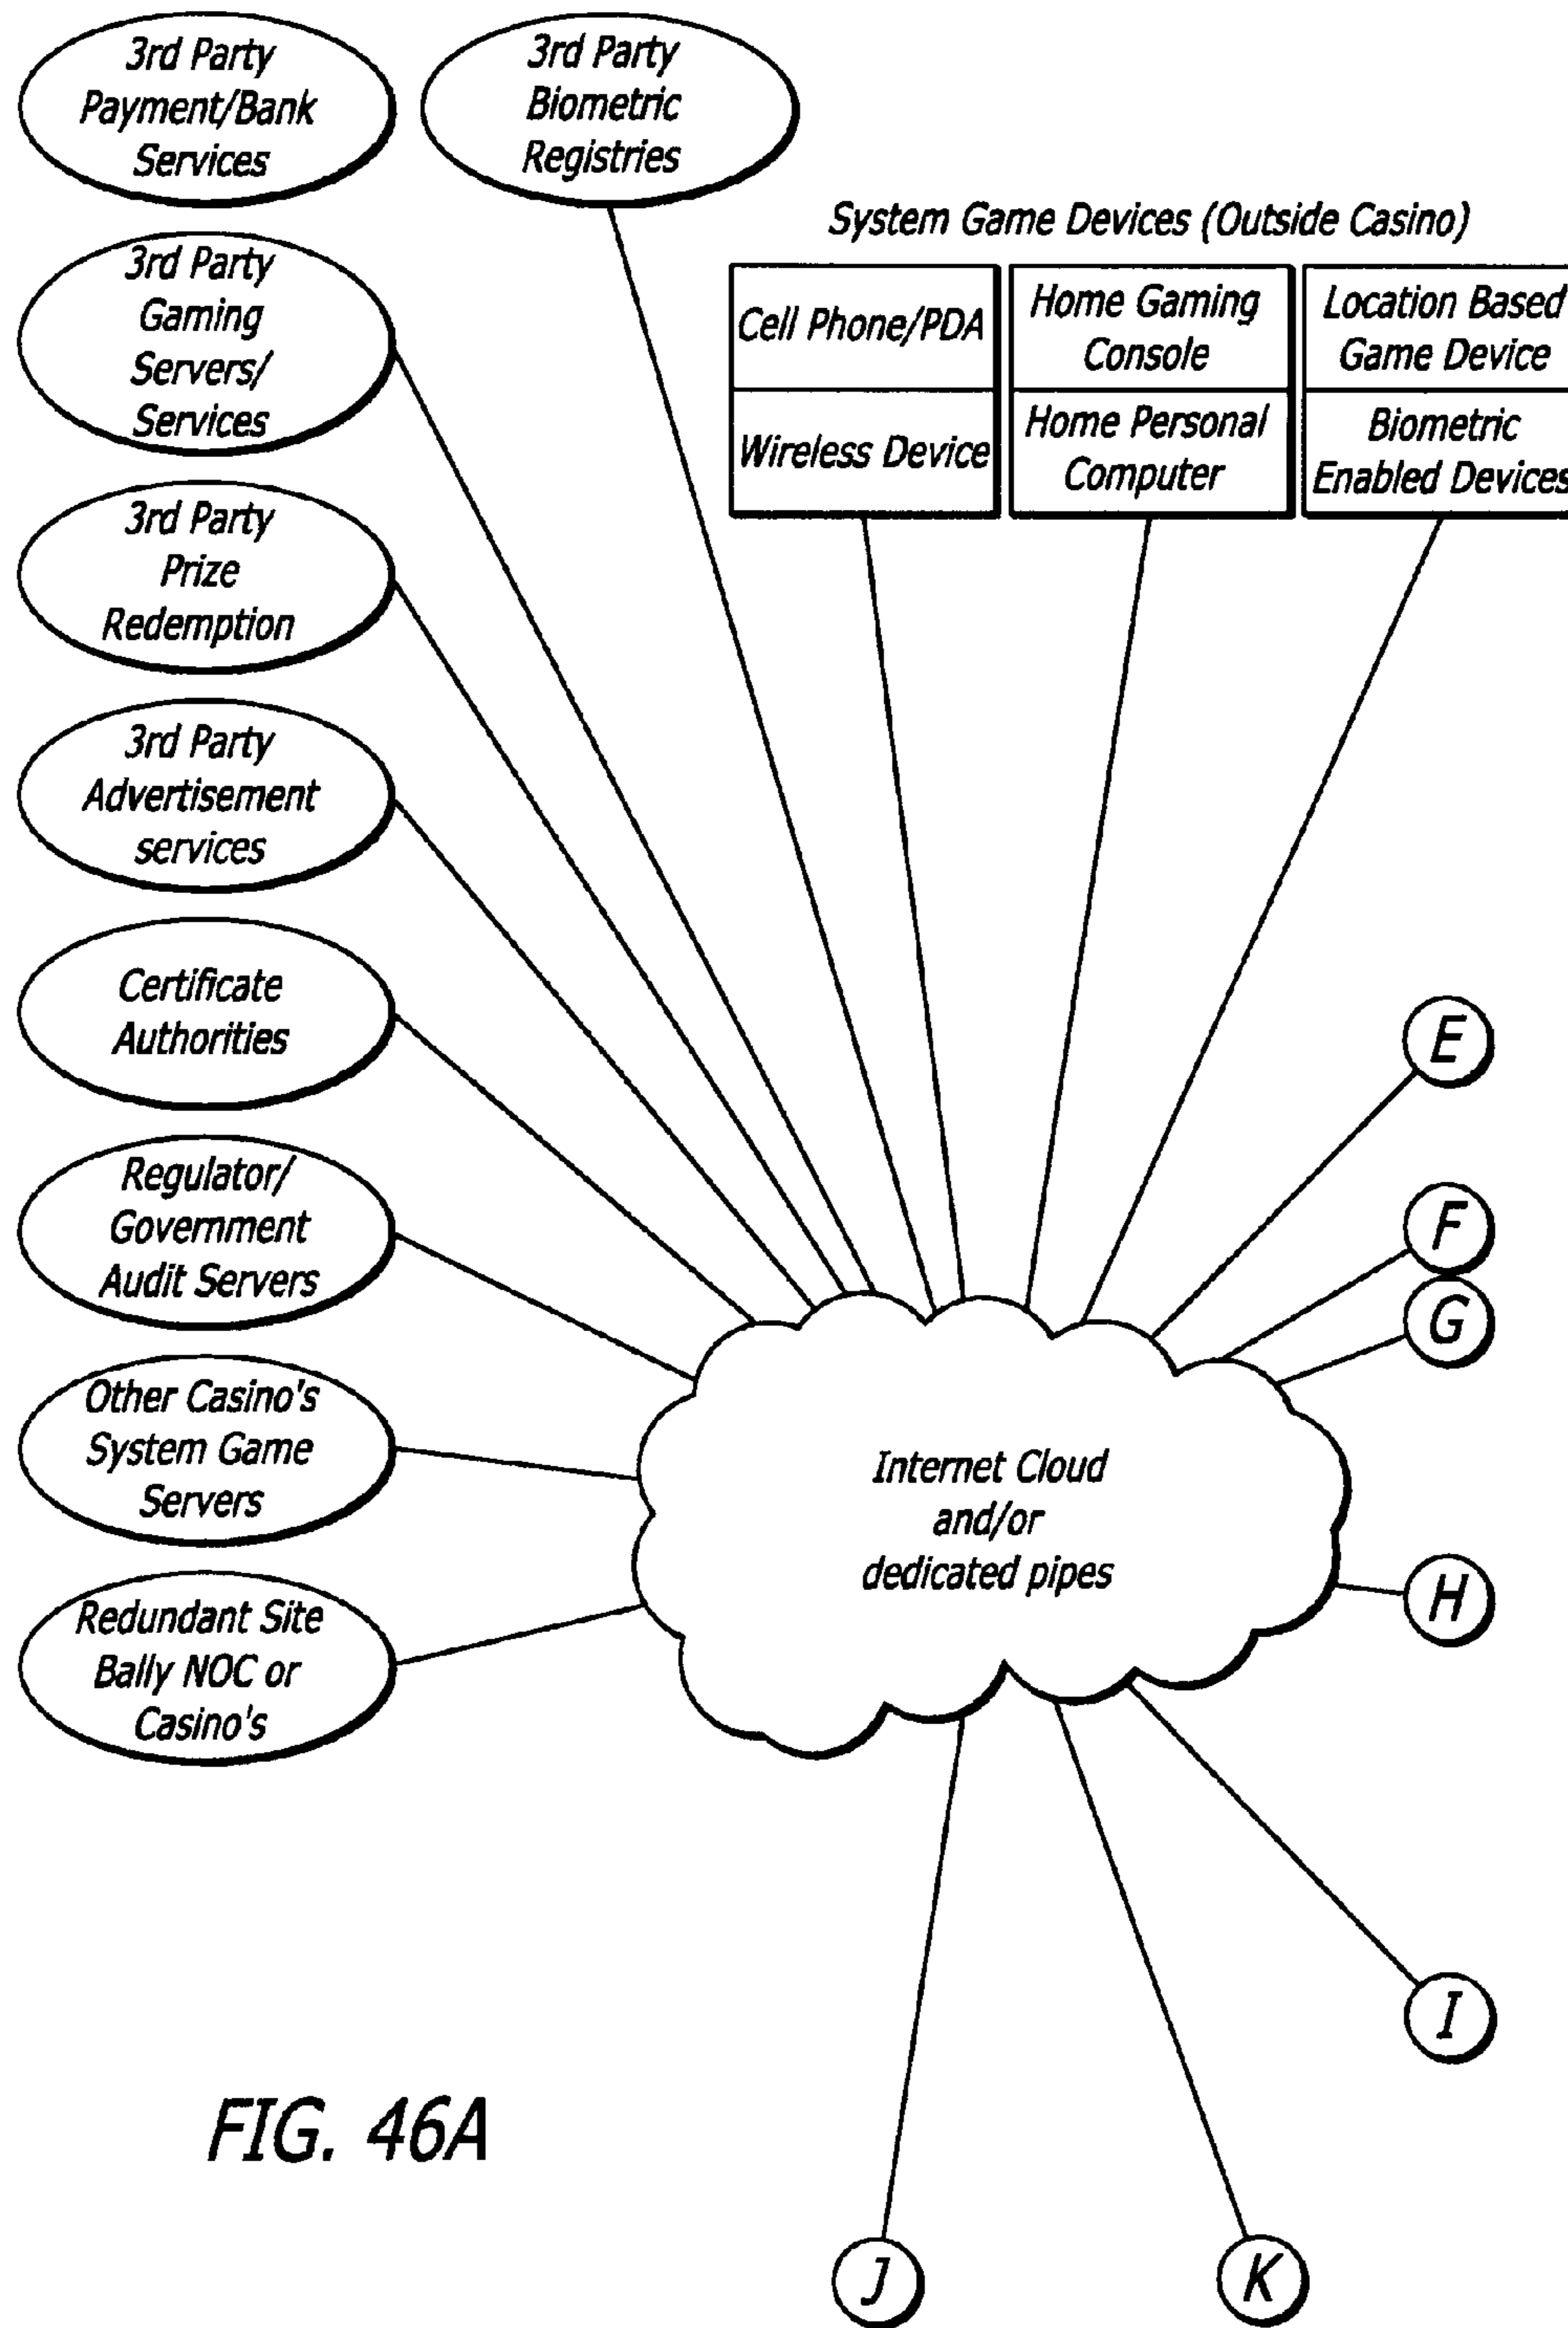 3rd Party
Payment/Bank
Services
3rd Party
Biometric
Registries
System Game Devices (Outside Casino)
3rd Party
Gaming
Servers/
Services
Cell Phone/PDA
Home Gaming
Console
Location Based
Game Device
Wireless Device
Home Personal
Computer
Biometric
Enabled Devices
3rd Party
Prize
Redemption
3rd Party
Advertisement
services
Certificate
Authorities
Regulator/
Government
Audit Servers
Other Casino's
System Game
Servers
Redundant Site
Bally NOC or
Casino's
Internet Cloud
and/or
dedicated pipes
E
F
G
H
I
J
K
FIG. 46A